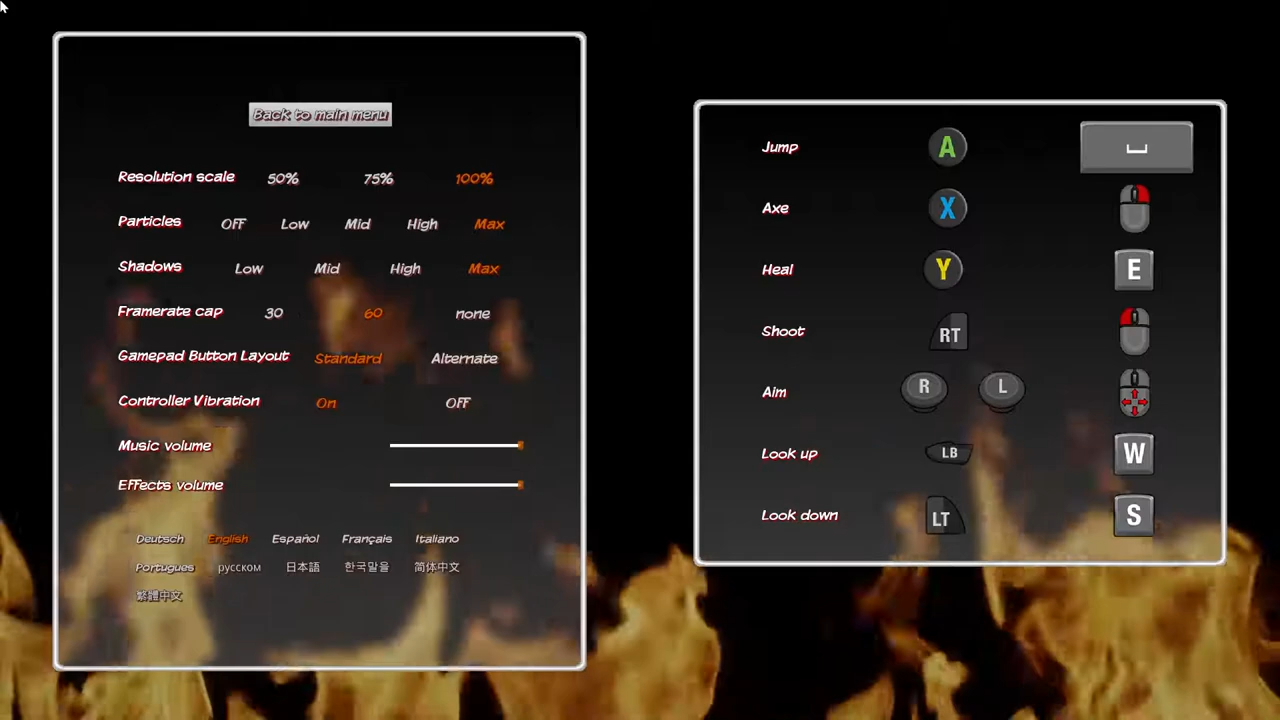 Back to main menu
Resolution scale 50% 75% 100%
Particles OFF Low Mid High Max
Shadows Low Mid High Max
Framerate cap 30 60 none
Gamepad Button Layout Standard Alternate
Controller Vibration On OFF
Music volume
Effects volume
Deutsch English Español Français Italiano
Portugues русском 日本語 한국말을 简体中文
繁體中文
Jump A
Axe X
Heal Y E
Shoot RT
Aim R L
Look up LB W
Look down LT S